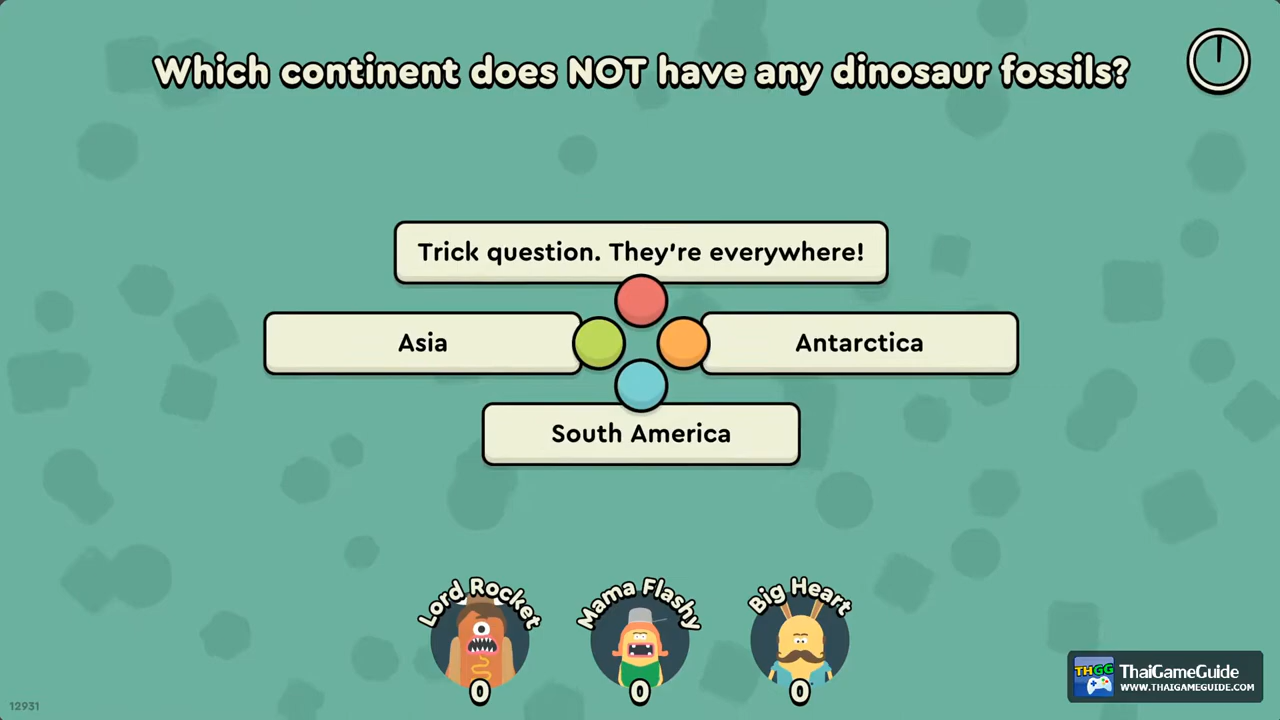 Which continent does NOT have any dinosaur fossils?
Trick question. They're everywhere!
Asia
Antarctica
South America
Lord Rocket
Mama Flashy
Big Heart
0
0
0
THGG
ThaiGameGuide
WWW.THAIGAMEGUIDE.COM
12931